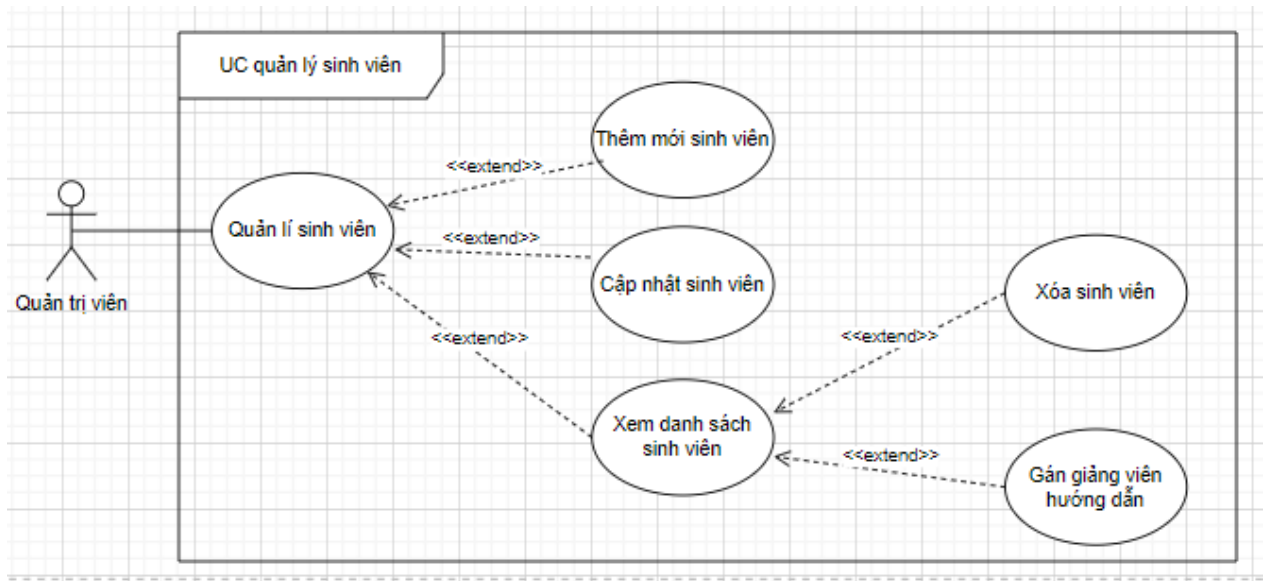 UC quản lý sinh viên
Thêm mới sinh viên
<<extend>>
Quản lí sinh viên
<<extend>>
Cập nhật sinh viên
Quản trị viên
Xóa sinh viên
<<extend>>
<<extend>>
Xem danh sách
sinh viên
<<extend>>
Gán giảng viên
hướng dẫn